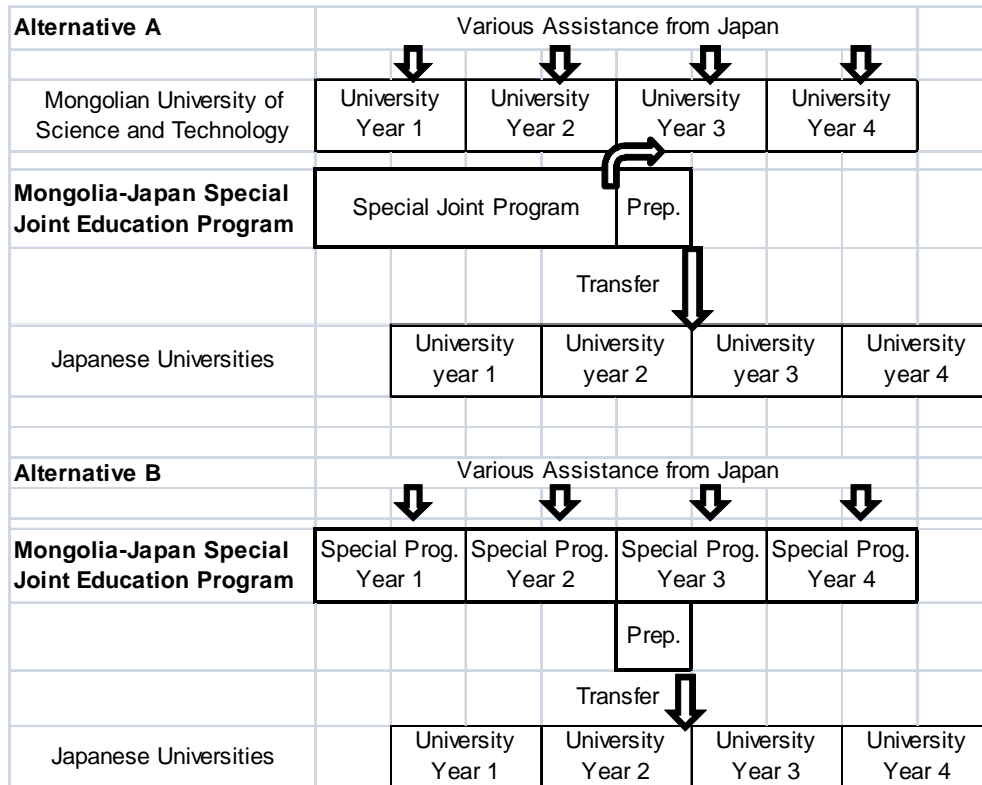 Alternative A
Various Assistance from Japan
Mongolian University of
Science and Technology
University
Year 1
University
Year 2
University
Year 3
University
Year 4
Mongolia-Japan Special
Joint Education Program
Special Joint Program
Prep.
Transfer
Japanese Universities
University
year 1
University
year 2
University
year 3
University
year 4
Alternative B
Various Assistance from Japan
Mongolia-Japan Special
Joint Education Program
Special Prog.
Year 1
Special Prog.
Year 2
Special Prog.
Year 3
Special Prog.
Year 4
Prep.
Transfer
Japanese Universities
University
Year 1
University
Year 2
University
Year 3
University
Year 4